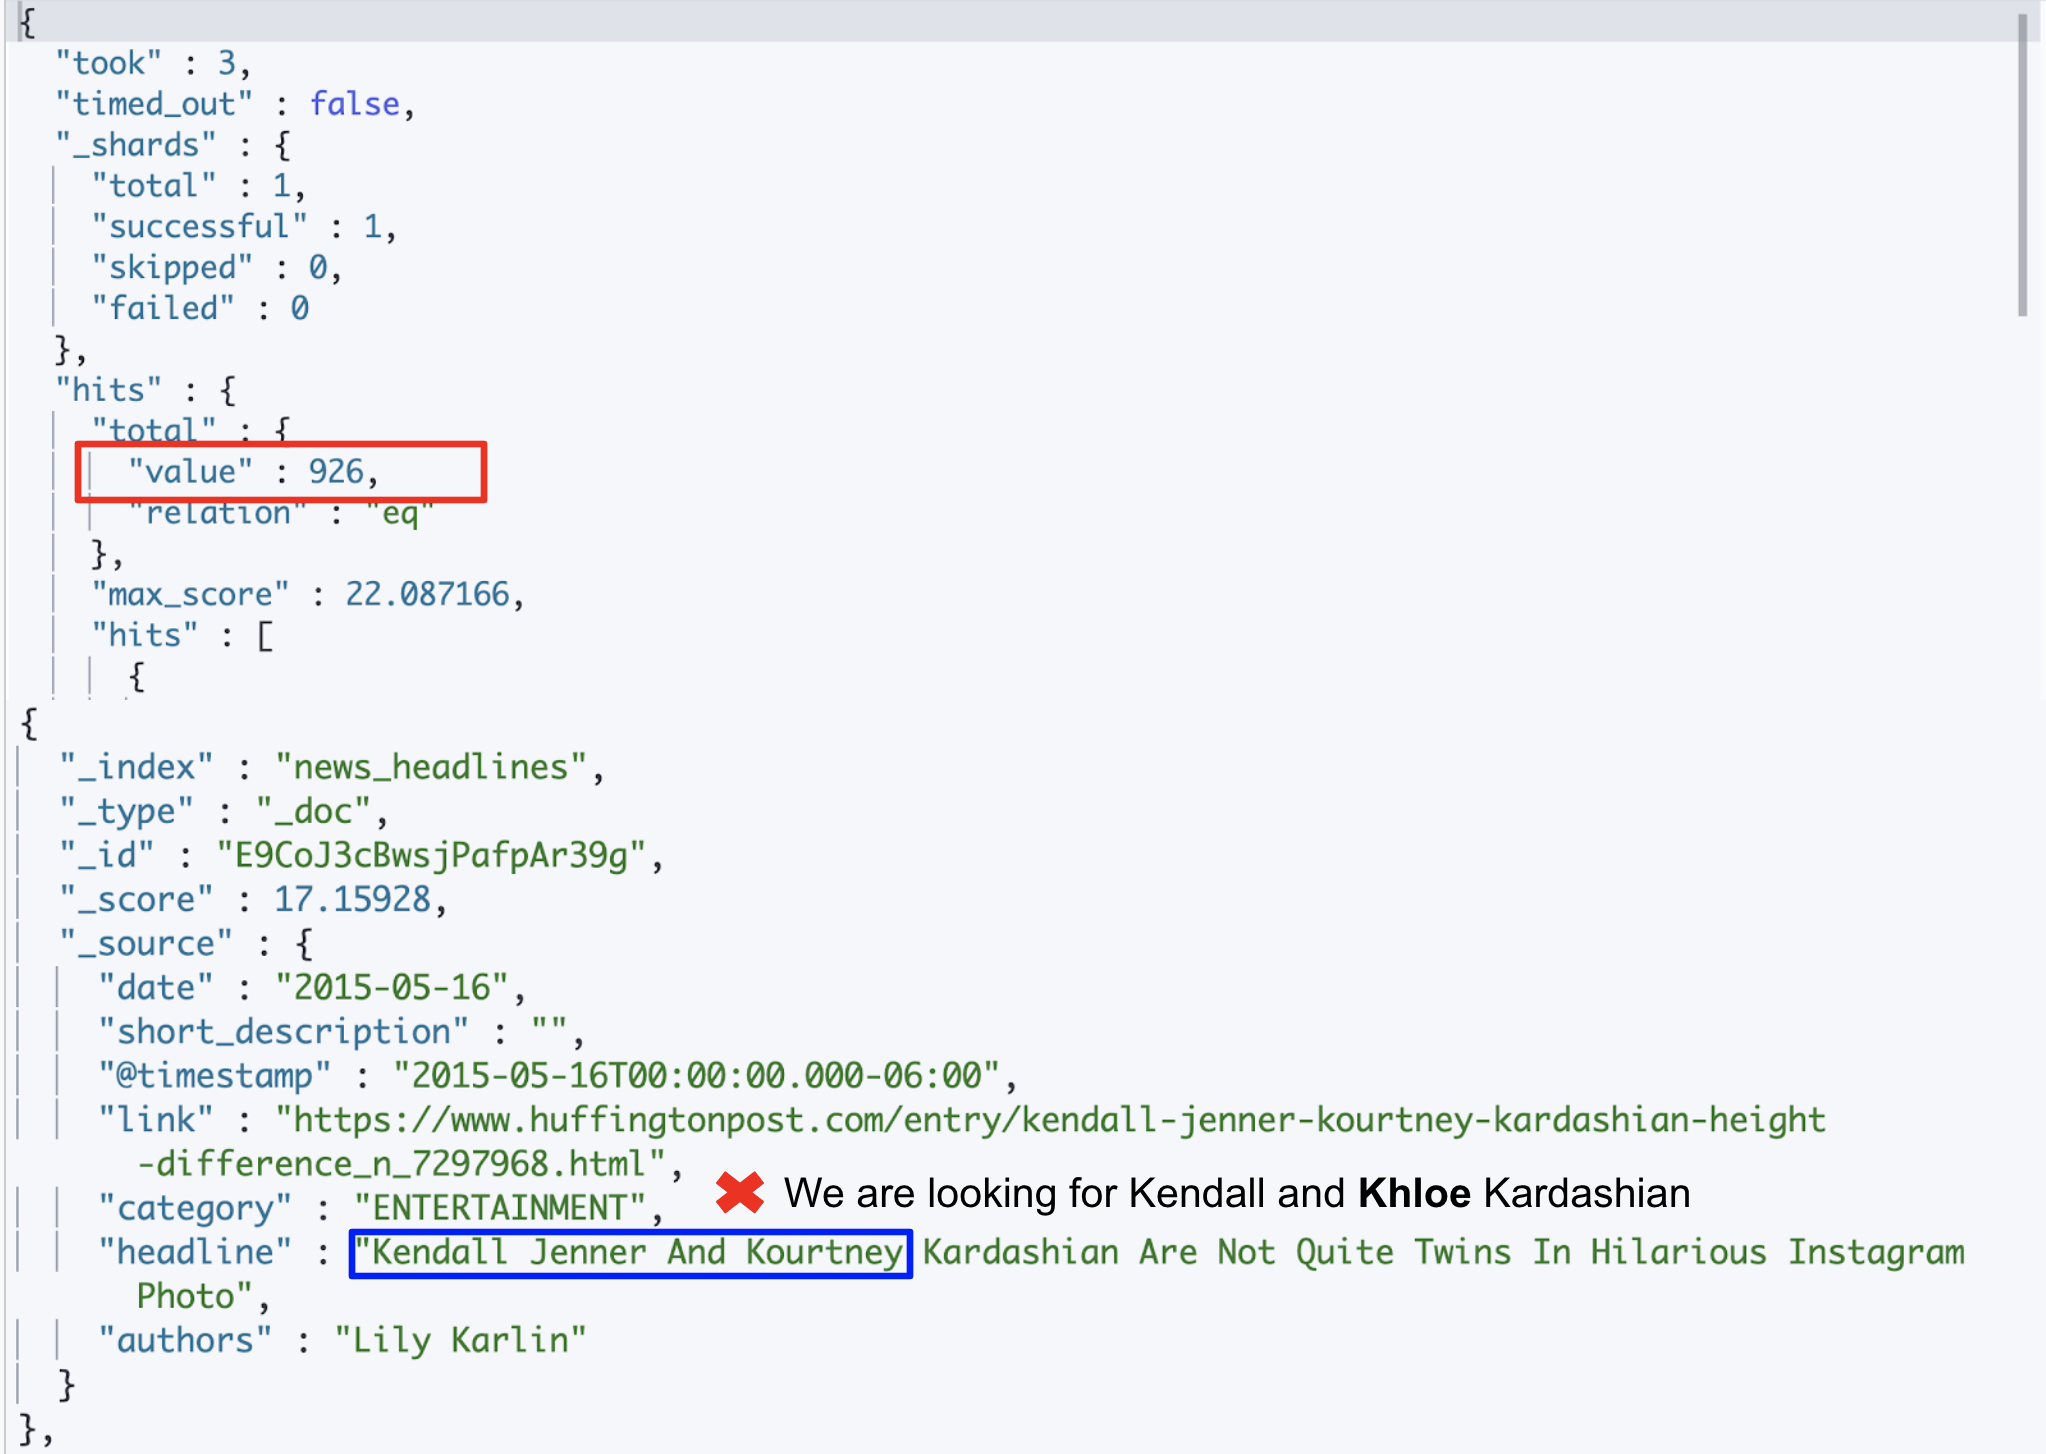 {
"took" : 3,
"timed_out" : false,
"_shards" : {
"total" : 1,
"successful" : 1,
"skipped" : 0,
"failed" : 0
},
"hits" : {
"total" : {
"value" : 926,
"relation" : "eq"
},
"max_score" : 22.087166,
"hits" : [
{
{
"_index" : "news_headlines",
"_type" : "_doc",
"_id" : "E9CoJ3cBwsjPafpAr39g",
"_score" : 17.15928,
"_source" : {
"date" : "2015-05-16",
"short_description" : "",
"@timestamp" : "2015-05-16T00:00:00.000-06:00",
"link" : "https://www.huffingtonpost.com/entry/kendall-jenner-kourtney-kardashian-height
-difference_n_7297968.html",
We are looking for Kendall and Khloe Kardashian
"category" : "ENTERTAINMENT",
"headline" : "Kendall Jenner And Kourtney Kardashian Are Not Quite Twins In Hilarious Instagram
Photo",
"authors" : "Lily Karlin"
}
},